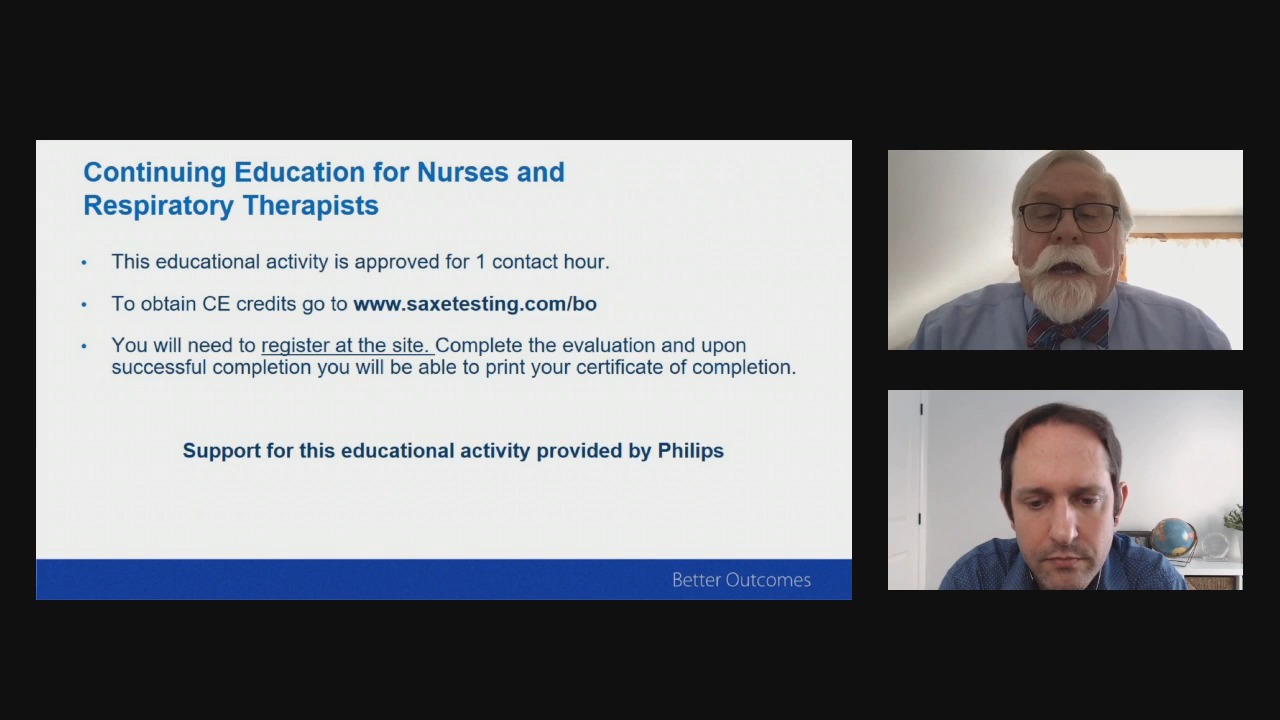 Continuing Education for Nurses and
Respiratory Therapists
• This educational activity is approved for 1 contact hour.
• To obtain CE credits go to www.saxetesting.com/bo
• You will need to register at the site. Complete the evaluation and upon
successful completion you will be able to print your certificate of completion.
Support for this educational activity provided by Philips
Better Outcomes